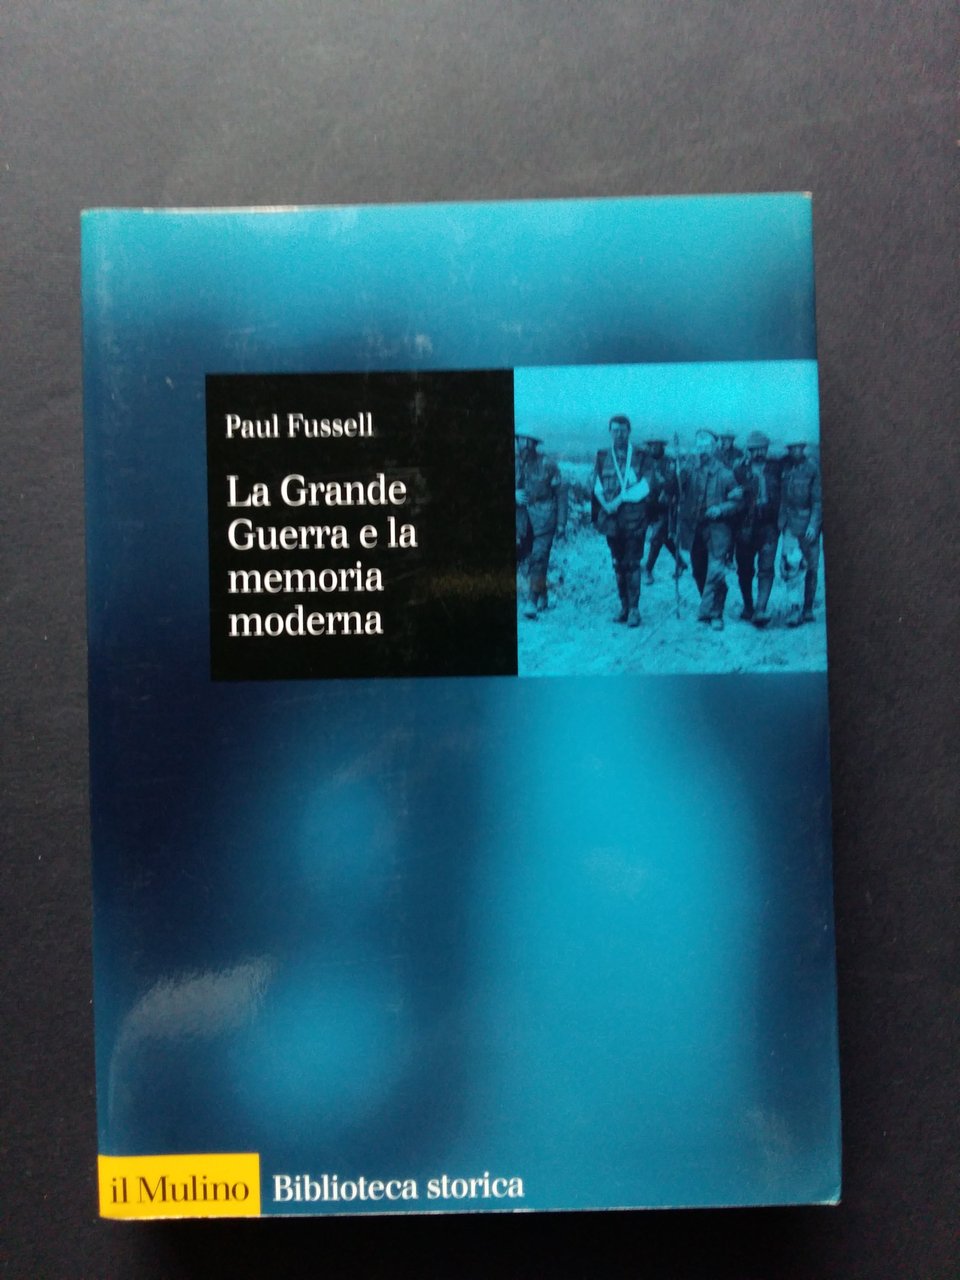 Paul Fussell
La Grande
Guerra e la
memoria
moderna
il Mulino Biblioteca storica